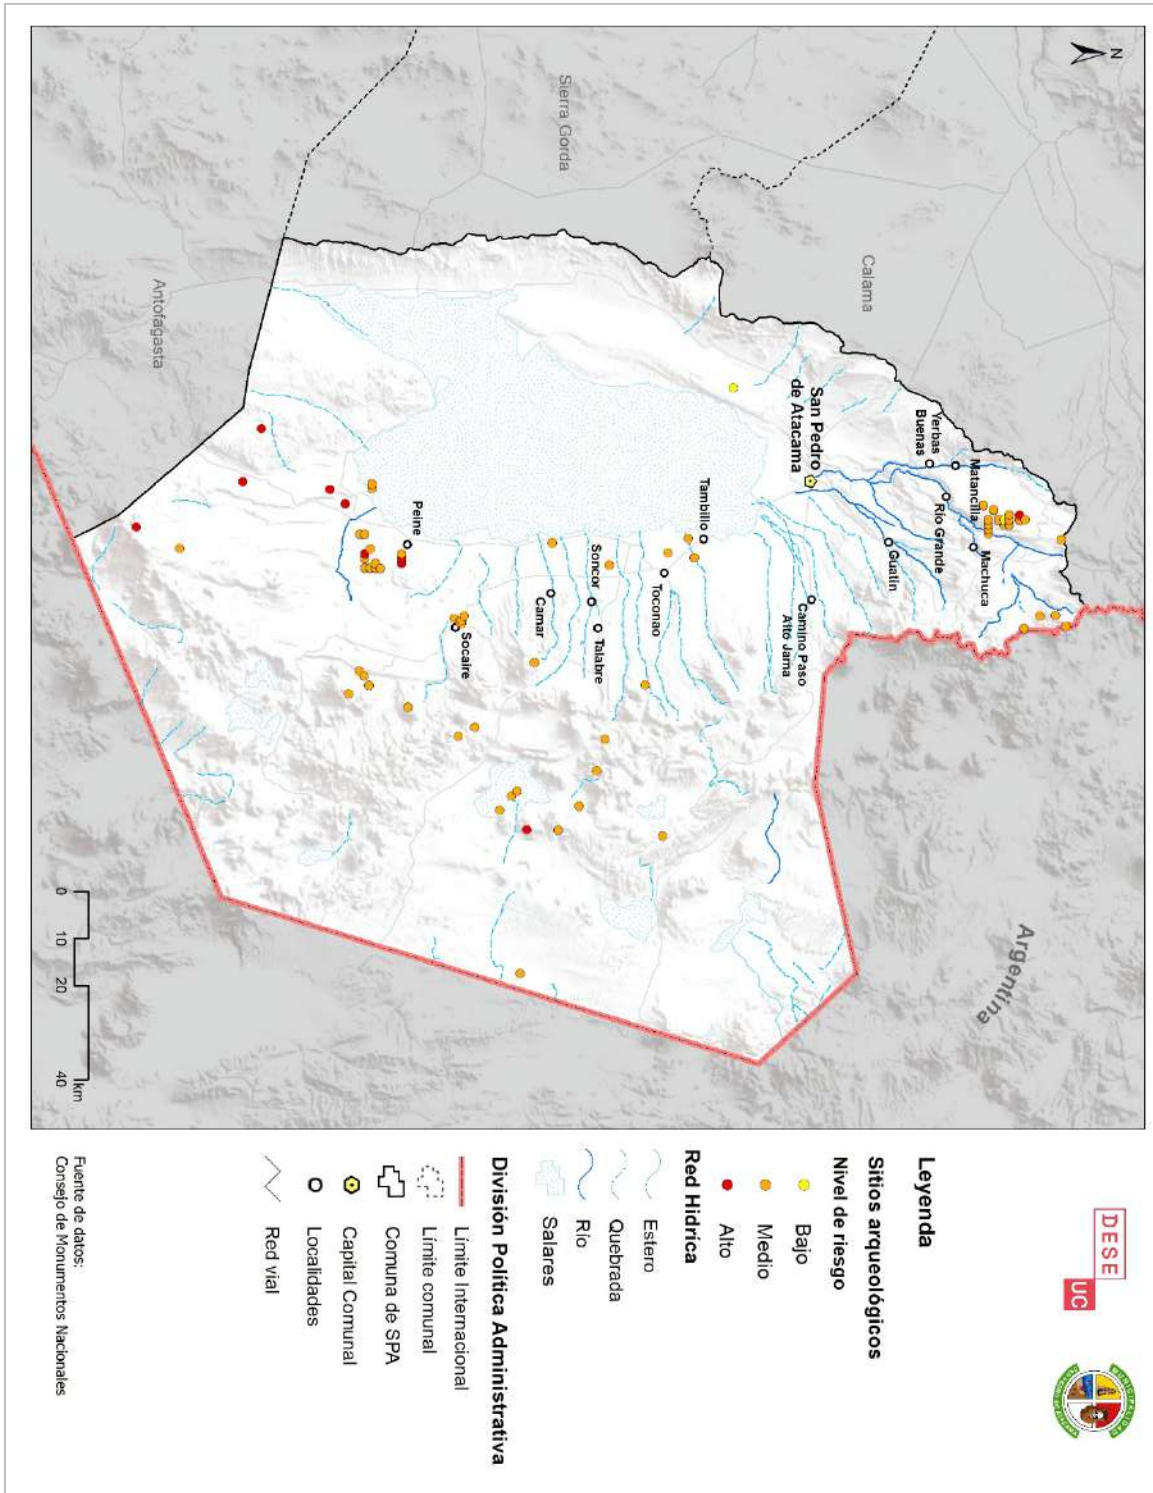 N
Sierra Gorda
Calama
Antofagasta
Argentina
San Pedro
de Atacama
Yerbas
Buenas
Matancilla
Río Grande
Machuca
Guatin
Camino Paso
Alto Jama
Tambillo
Toconao
Soncor
Talabre
Camar
Socaire
Peine
0
10
20
40
km
DESE
UC
MUNICIPALIDAD
Leyenda
Sitios arqueológicos
Nivel de riesgo
Bajo
Medio
Alto
Red Hídrica
Estero
Quebrada
Río
Salares
División Política Administrativa
Límite Internacional
Límite comunal
Comuna de SPA
Capital Comunal
Localidades
Red vial
Fuente de datos:
Consejo de Monumentos Nacionales